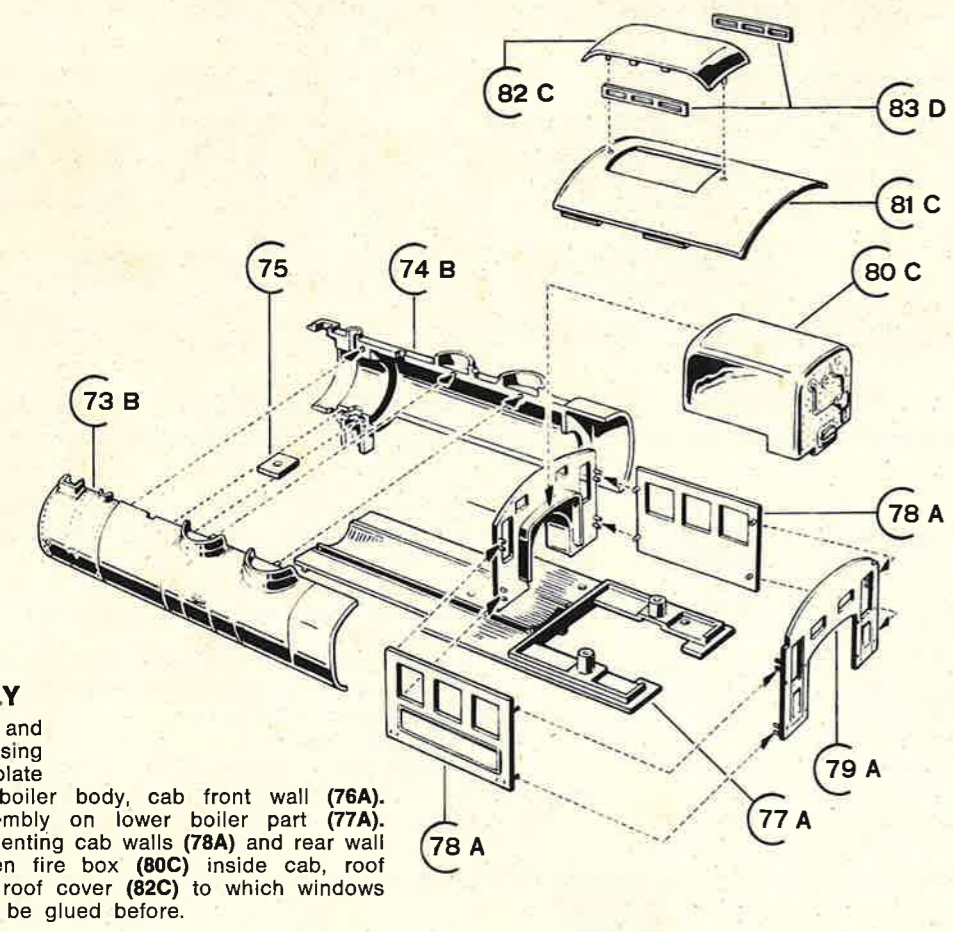 82 C
83 D
81 C
75
74 B
80 C
73 B
78 A
LY
and
sing
plate
boiler body, cab front wall (76A).
mbly on lower boiler part (77A).
enting cab walls (78A) and rear wall
en fire box (80C) inside cab, roof
roof cover (82C) to which windows
be glued before.
79 A
77 A
78 A